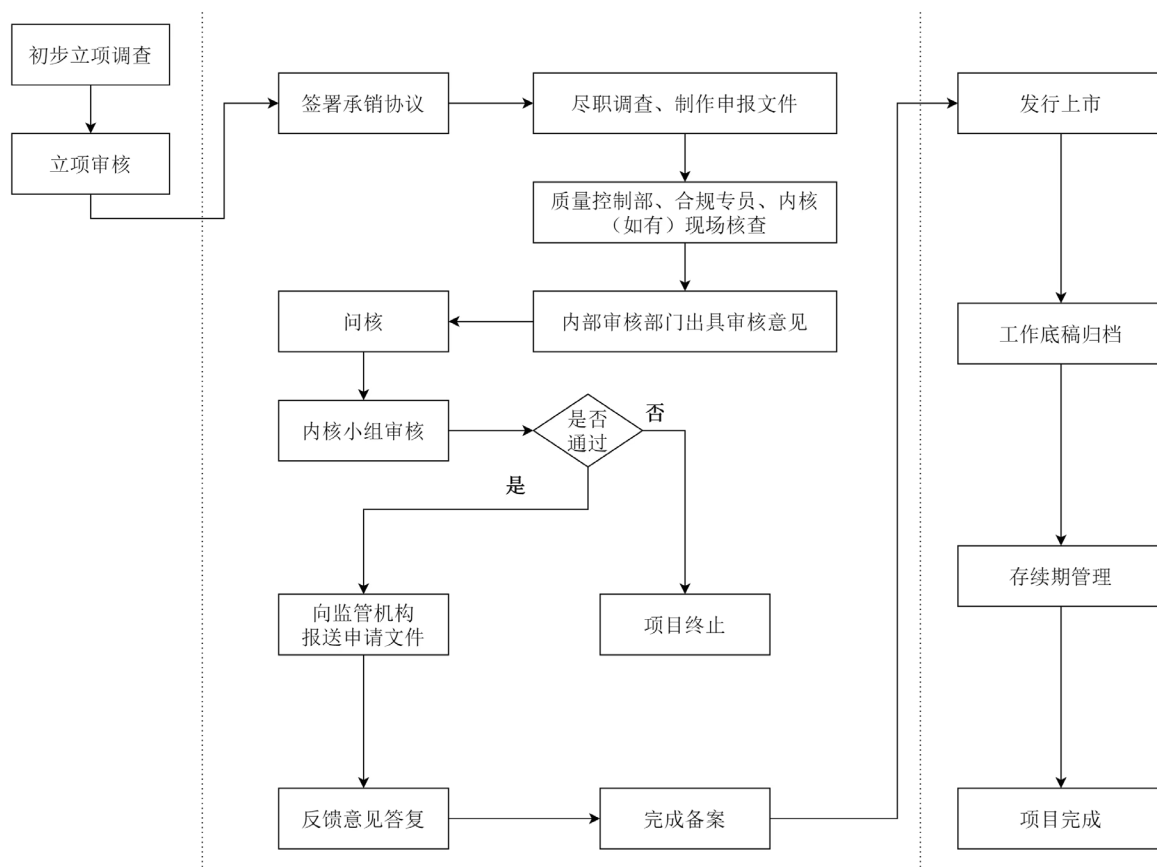 初步立项调查
立项审核
签署承销协议
尽职调查、制作申报文件
质量控制部、合规专员、内核
（如有）现场核查
内部审核部门出具审核意见
问核
内核小组审核
是否
通过
否
是
向监管机构
报送申请文件
项目终止
反馈意见答复
完成备案
发行上市
工作底稿归档
存续期管理
项目完成